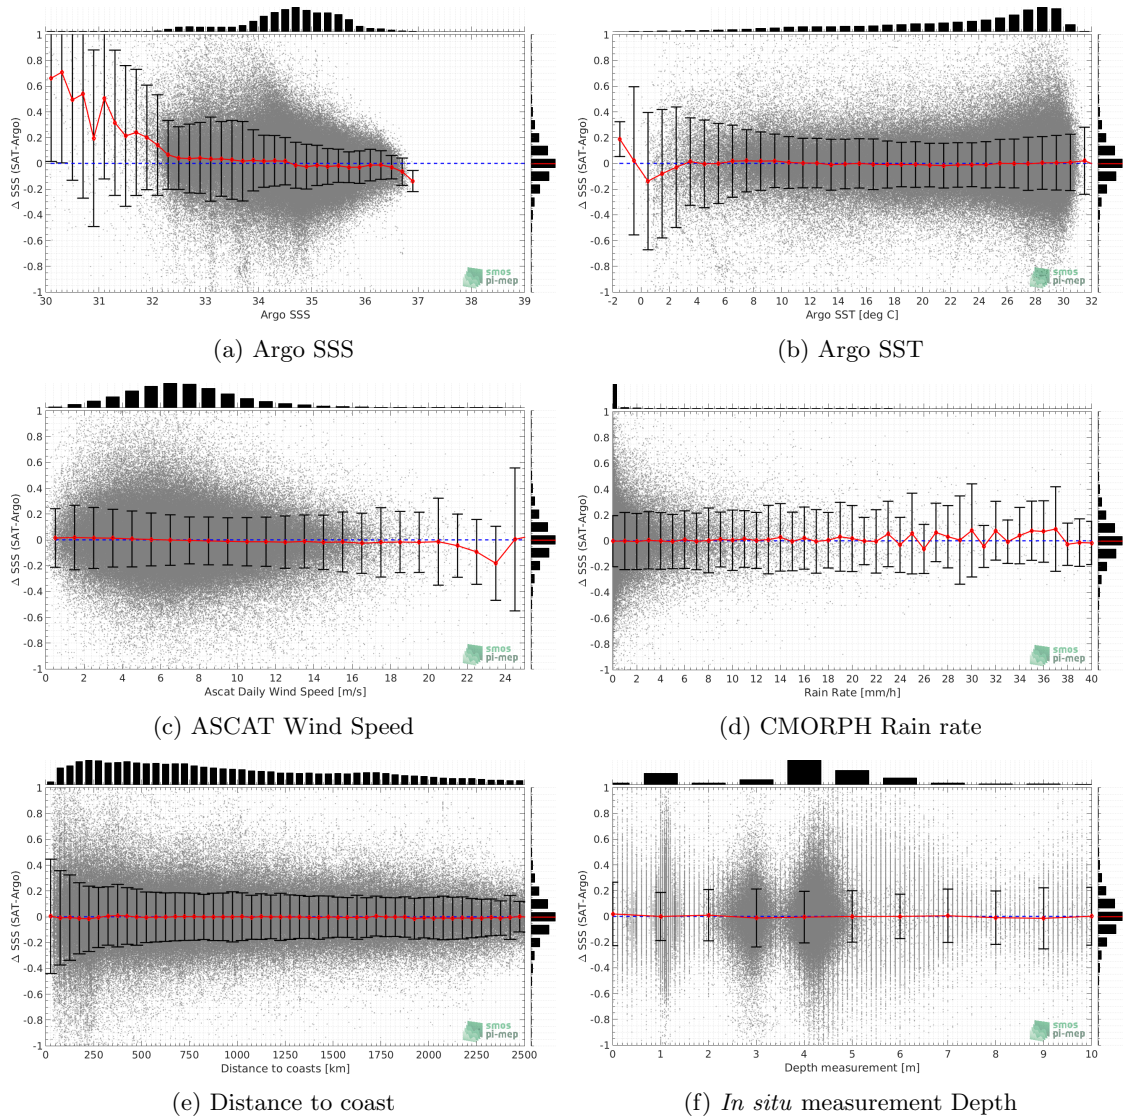 Δ SSS (SAT-Argo)
1
0.8
0.6
0.4
0.2
0
-0.2
-0.4
-0.6
-0.8
-1
30 31 32 33 34 35 36 37 38 39
Argo SSS
smos
pi-mep
(a) Argo SSS
Δ SSS (SAT-Argo)
1
0.8
0.6
0.4
0.2
0
-0.2
-0.4
-0.6
-0.8
-1
-2 0 2 4 6 8 10 12 14 16 18 20 22 24 26 28 30 32
Argo SST [deg C]
smos
pi-mep
(b) Argo SST
Δ SSS (SAT-Argo)
1
0.8
0.6
0.4
0.2
0
-0.2
-0.4
-0.6
-0.8
-1
0 2 4 6 8 10 12 14 16 18 20 22 24
Ascat Daily Wind Speed [m/s]
smos
pi-mep
(c) ASCAT Wind Speed
Δ SSS (SAT-Argo)
1
0.8
0.6
0.4
0.2
0
-0.2
-0.4
-0.6
-0.8
-1
0 2 4 6 8 10 12 14 16 18 20 22 24 26 28 30 32 34 36 38 40
Rain Rate [mm/h]
smos
pi-mep
(d) CMORPH Rain rate
Δ SSS (SAT-Argo)
1
0.8
0.6
0.4
0.2
0
-0.2
-0.4
-0.6
-0.8
-1
0 250 500 750 1000 1250 1500 1750 2000 2250 2500
Distance to coasts [km]
smos
pi-mep
(e) Distance to coast
Δ SSS (SAT-Argo)
1
0.8
0.6
0.4
0.2
0
-0.2
-0.4
-0.6
-0.8
-1
0 1 2 3 4 5 6 7 8 9 10
Depth measurement [m]
smos
pi-mep
(f) In situ measurement Depth